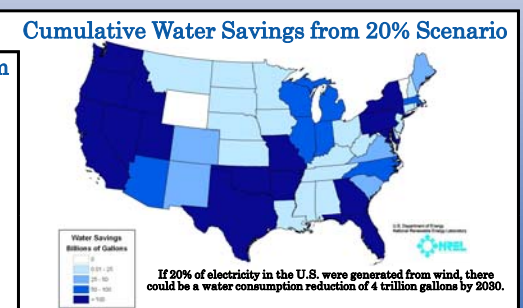 Cumulative Water Savings from 20% Scenario
n
Water Savings
Billions of Gallons
0
0.01 - 25
25 - 50
50 - 100
> 100
U.S. Department of Energy
National Renewable Energy Laboratory
NREL
If 20% of electricity in the U.S. were generated from wind, there
could be a water consumption reduction of 4 trillion gallons by 2030.